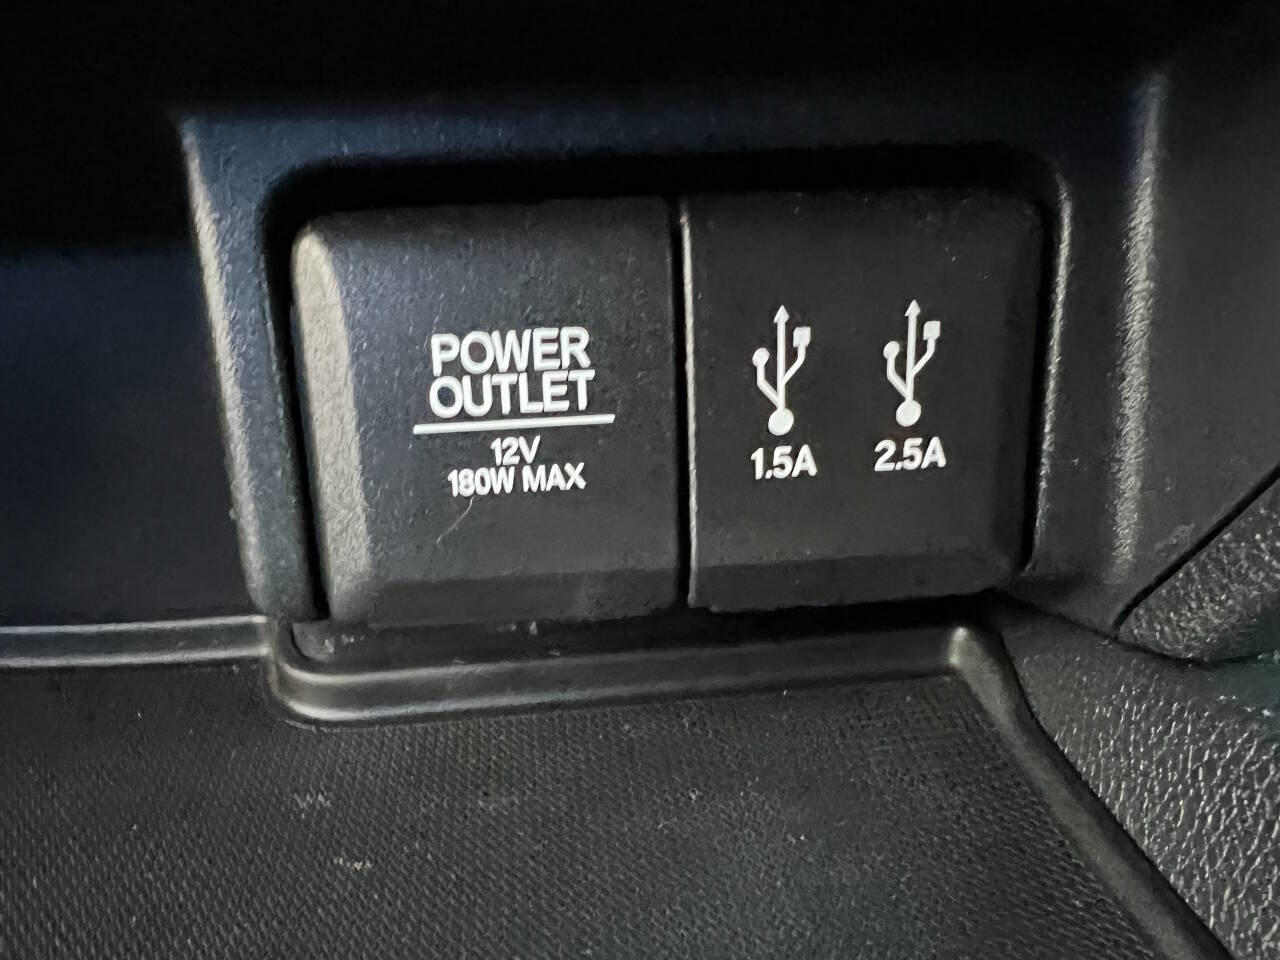 POWER
OUTLET
12V
180W MAX
1.5A
2.5A